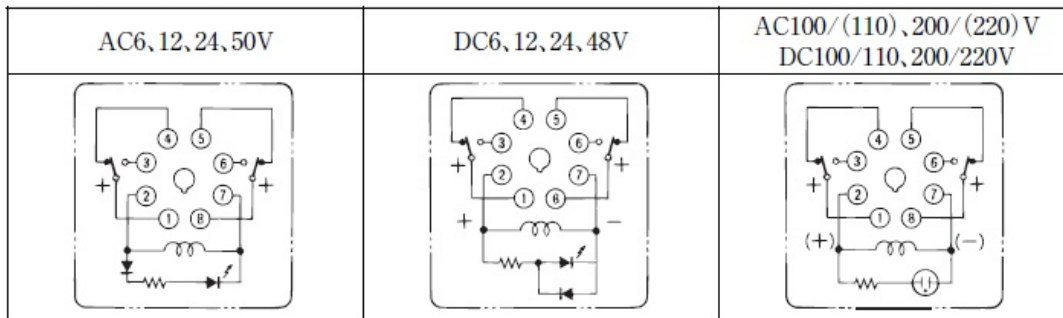 AC6、12、24、50V
DC6、12、24、48V
AC100/(110)、200/(220)V
DC100/110、200/220V
4 5
3 6
+ 2 7 +
1 8
4 5
3 6
+ 2 7 +
1 8
+ −
4 5
3 6
+ 2 7 +
1 8
(+) (−)